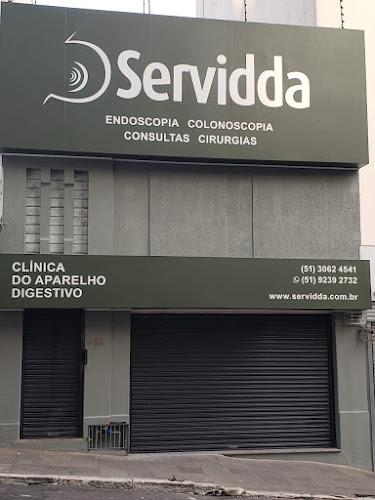 Servidda
ENDOSCOPIA COLONOSCOPIA
CONSULTAS CIRURGIAS
CLÍNICA
DO APARELHO
DIGESTIVO
(51) 3062 4541
(51) 9239 2732
www.servidda.com.br